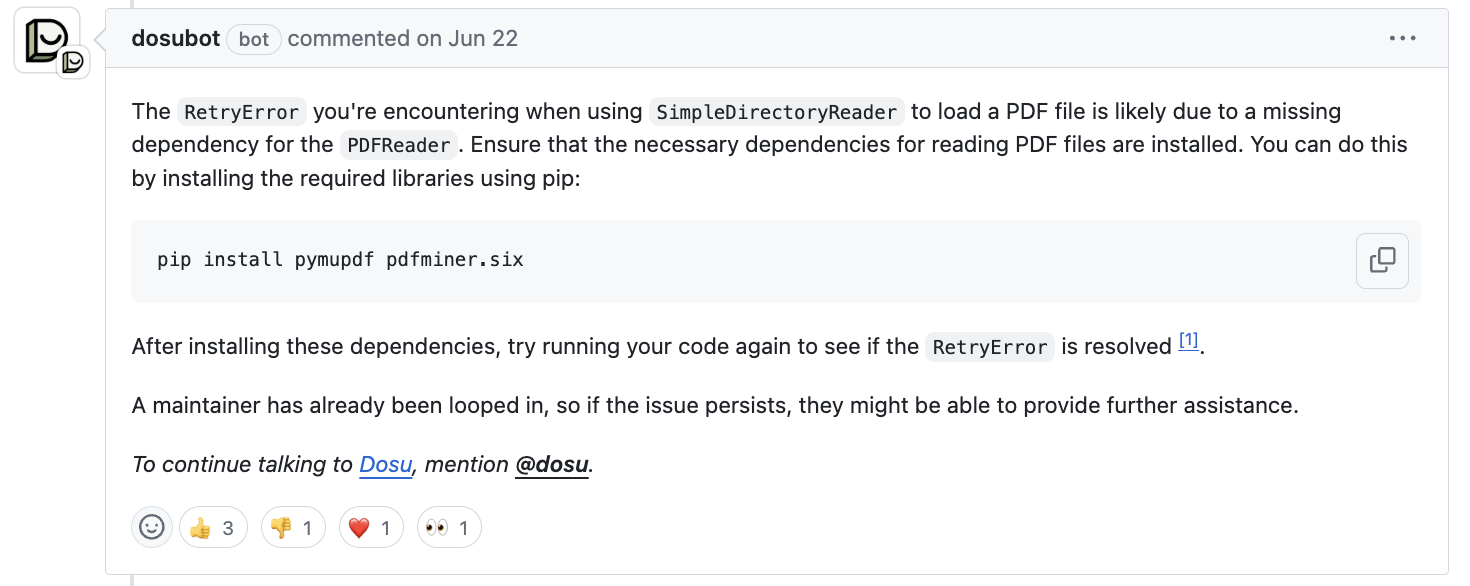 dosubot bot commented on Jun 22 ...
The RetryError you're encountering when using SimpleDirectoryReader to load a PDF file is likely due to a missing
dependency for the PDFReader . Ensure that the necessary dependencies for reading PDF files are installed. You can do this
by installing the required libraries using pip:
pip install pymupdf pdfminer.six
After installing these dependencies, try running your code again to see if the RetryError is resolved [1].
A maintainer has already been looped in, so if the issue persists, they might be able to provide further assistance.
To continue talking to Dosu, mention @dosu.
👍 3 👎 1 ❤️ 1 👀 1